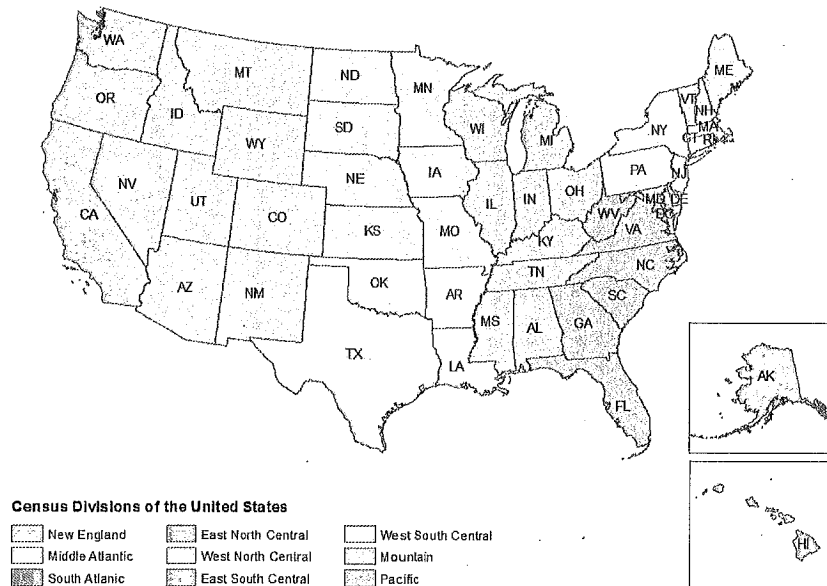 WA
MT
ND
MN
ME
OR
ID
SD
WI
MI
VT
NH
NY
MA
CT
RI
WY
NE
IA
PA
NJ
NV
UT
CO
IL
IN
OH
WV
MD
DE
DC
VA
CA
KS
MO
KY
NC
AZ
NM
OK
AR
TN
SC
TX
LA
MS
AL
GA
FL
AK
HI
Census Divisions of the United States
New England
East North Central
West South Central
Middle Atlantic
West North Central
Mountain
South Atlanic
East South Central
Pacific